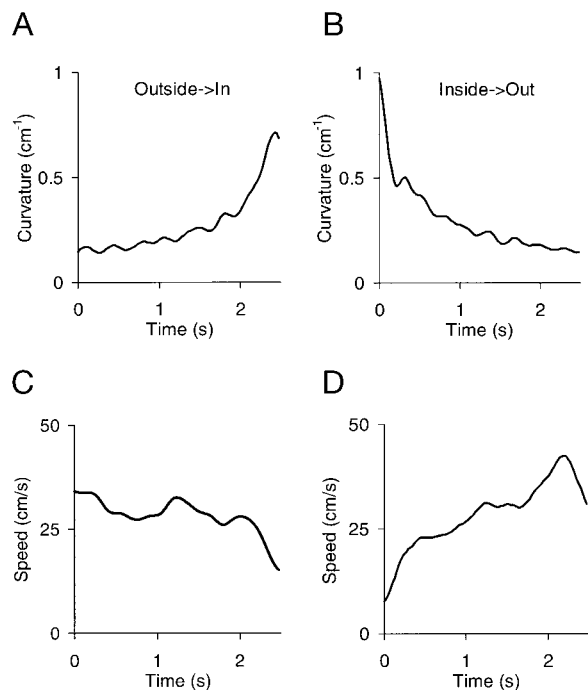 A
B
1
Outside->In
0.5
0
Curvature (cm-1)
0 1 2
Time (s)
1
Inside->Out
0.5
0
Curvature (cm-1)
0 1 2
Time (s)
C
D
50
25
0
Speed (cm/s)
0 1 2
Time (s)
50
25
0
Speed (cm/s)
0 1 2
Time (s)